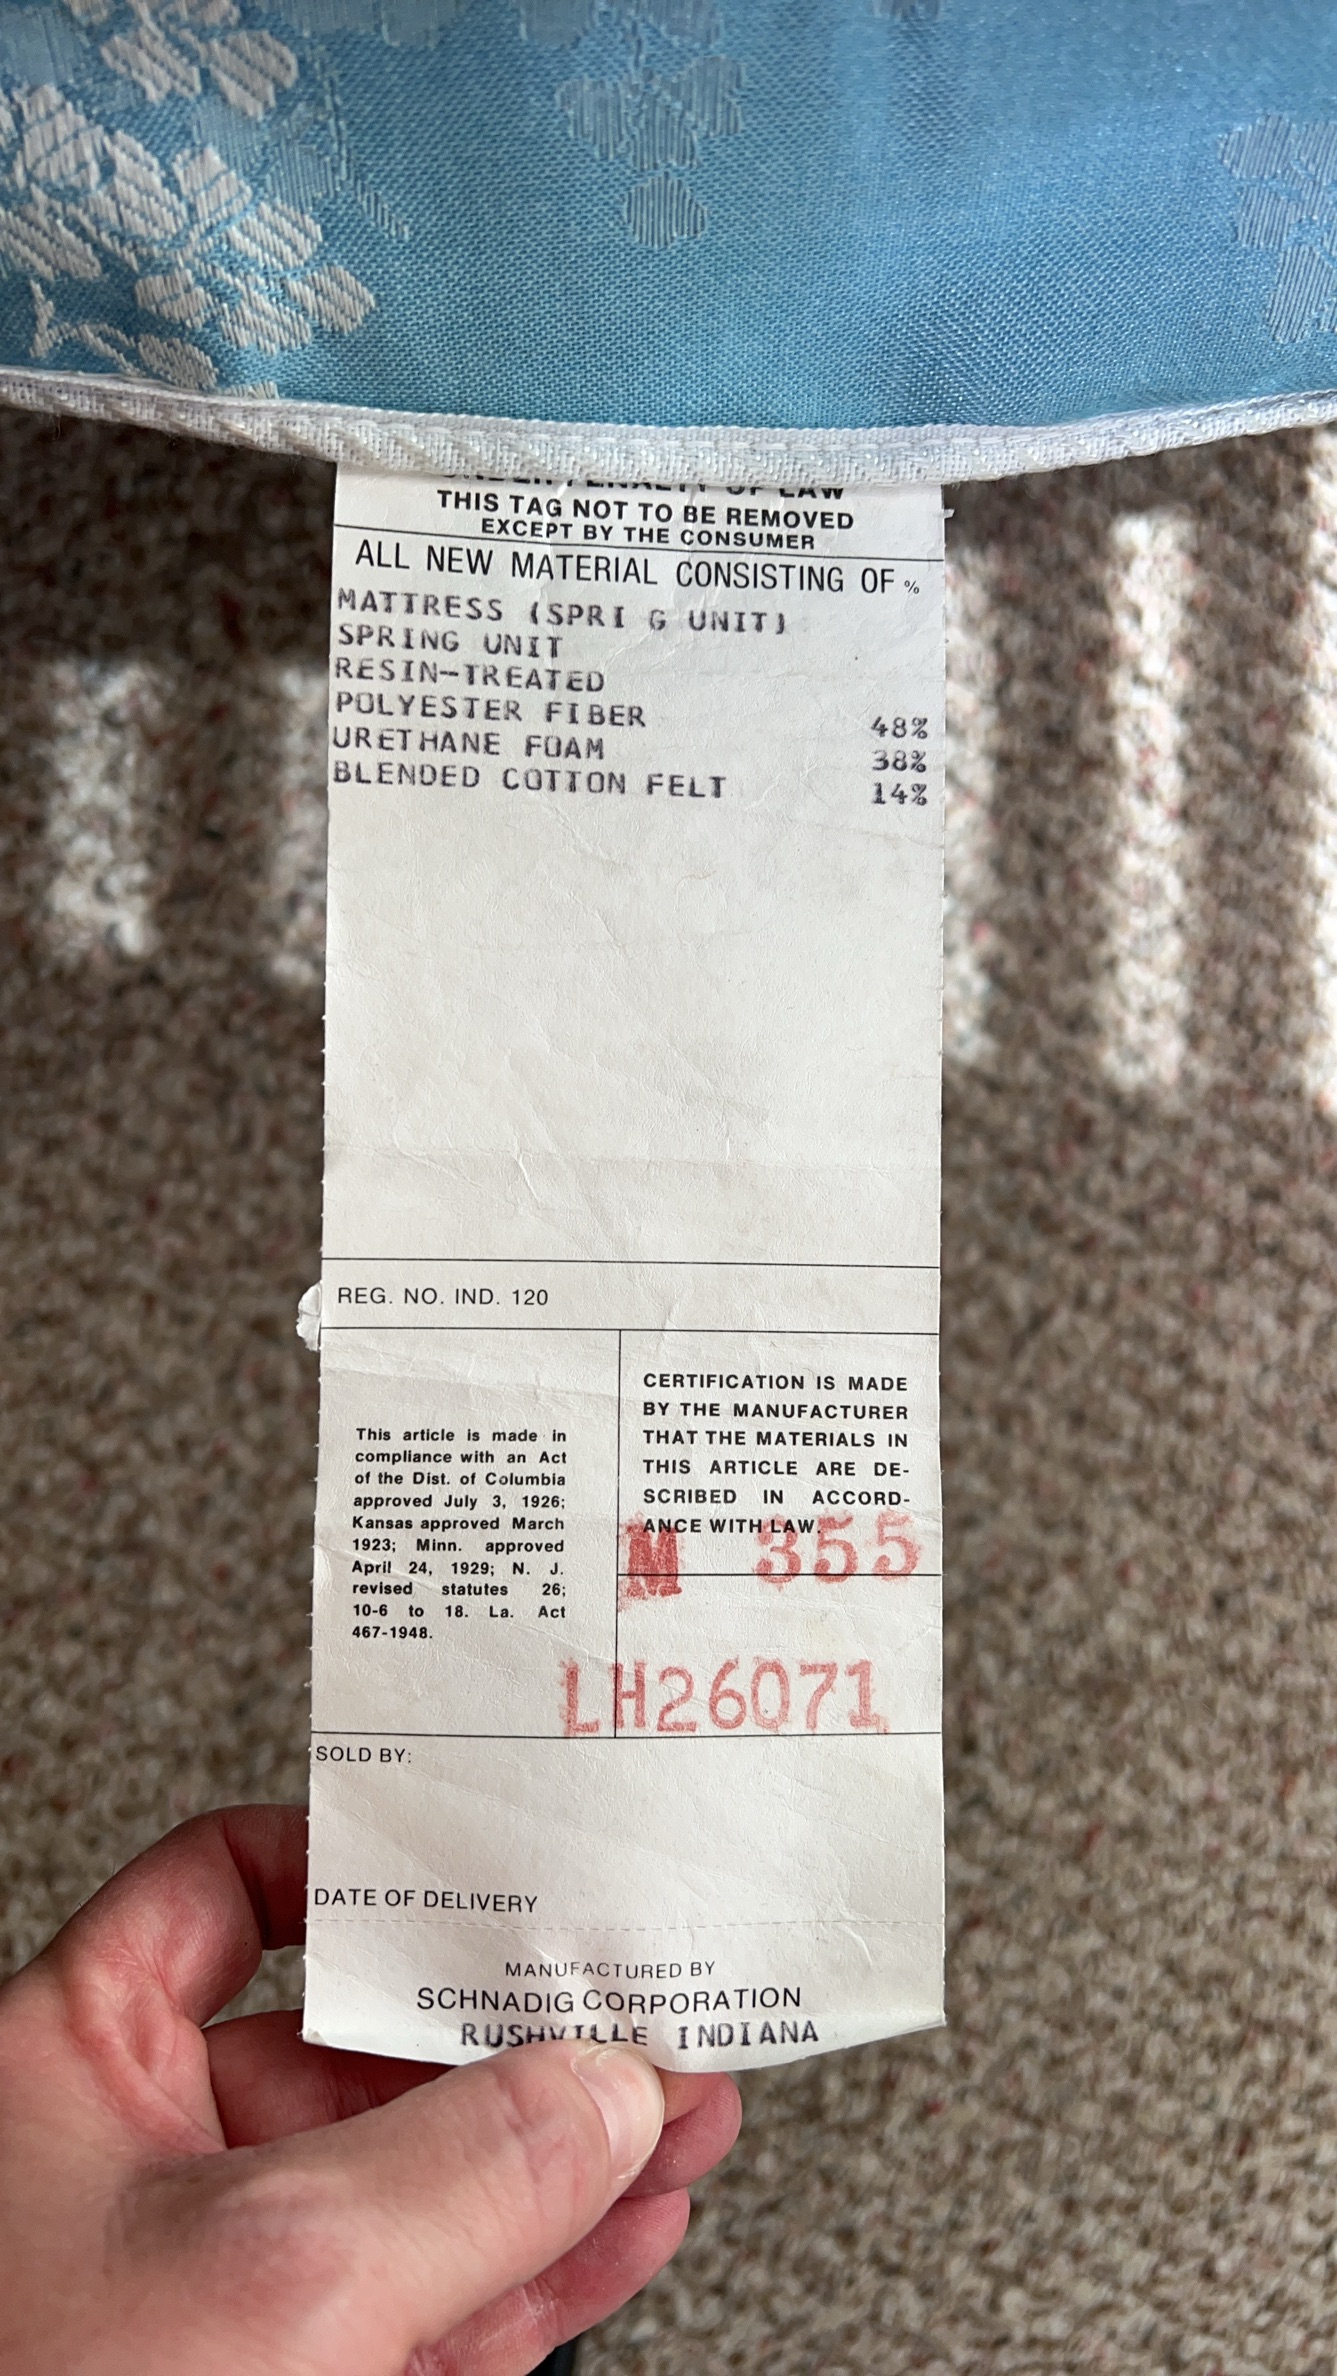 UNDER PENALTY OF LAW
THIS TAG NOT TO BE REMOVED
EXCEPT BY THE CONSUMER
ALL NEW MATERIAL CONSISTING OF %
MATTRESS (SPRI G UNIT)
SPRING UNIT
RESIN-TREATED
POLYESTER FIBER 48%
URETHANE FOAM 38%
BLENDED COTTON FELT 14%
REG. NO. IND. 120
This article is made in
compliance with an Act
of the Dist. of Columbia
approved July 3, 1926;
Kansas approved March
1923; Minn. approved
April 24, 1929; N. J.
revised statutes 26;
10-6 to 18. La. Act
467-1948.
CERTIFICATION IS MADE
BY THE MANUFACTURER
THAT THE MATERIALS IN
THIS ARTICLE ARE DE-
SCRIBED IN ACCORD-
ANCE WITH LAW.
M 355
LH26071
SOLD BY:
DATE OF DELIVERY
MANUFACTURED BY
SCHNADIG CORPORATION
RUSHVILLE INDIANA